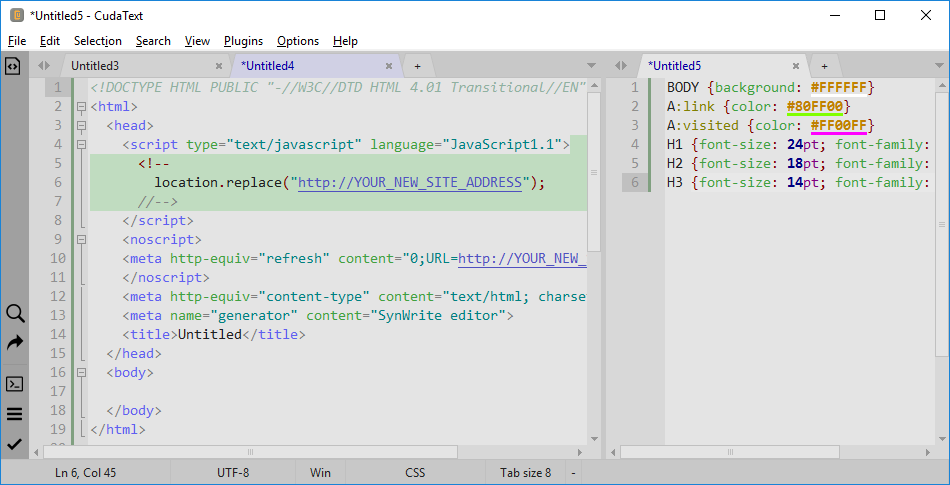 *Untitled5 - CudaText
File Edit Selection Search View Plugins Options Help
Untitled3 *Untitled4 + *Untitled5 +
1 <!DOCTYPE HTML PUBLIC "-//W3C//DTD HTML 4.01 Transitional//EN"
2 <html>
3 <head>
4 <script type="text/javascript" language="JavaScript1.1">
5 <!--
6 location.replace("http://YOUR_NEW_SITE_ADDRESS");
7 //-->
8 </script>
9 <noscript>
10 <meta http-equiv="refresh" content="0;URL=http://YOUR_NEW_
11 </noscript>
12 <meta http-equiv="content-type" content="text/html; charse
13 <meta name="generator" content="SynWrite editor">
14 <title>Untitled</title>
15 </head>
16 <body>
17
18 </body>
19 </html>
1 BODY {background: #FFFFFF}
2 A:link {color: #80FF00}
3 A:visited {color: #FF00FF}
4 H1 {font-size: 24pt; font-family:
5 H2 {font-size: 18pt; font-family:
6 H3 {font-size: 14pt; font-family:
Ln 6, Col 45 UTF-8 Win CSS Tab size 8 -